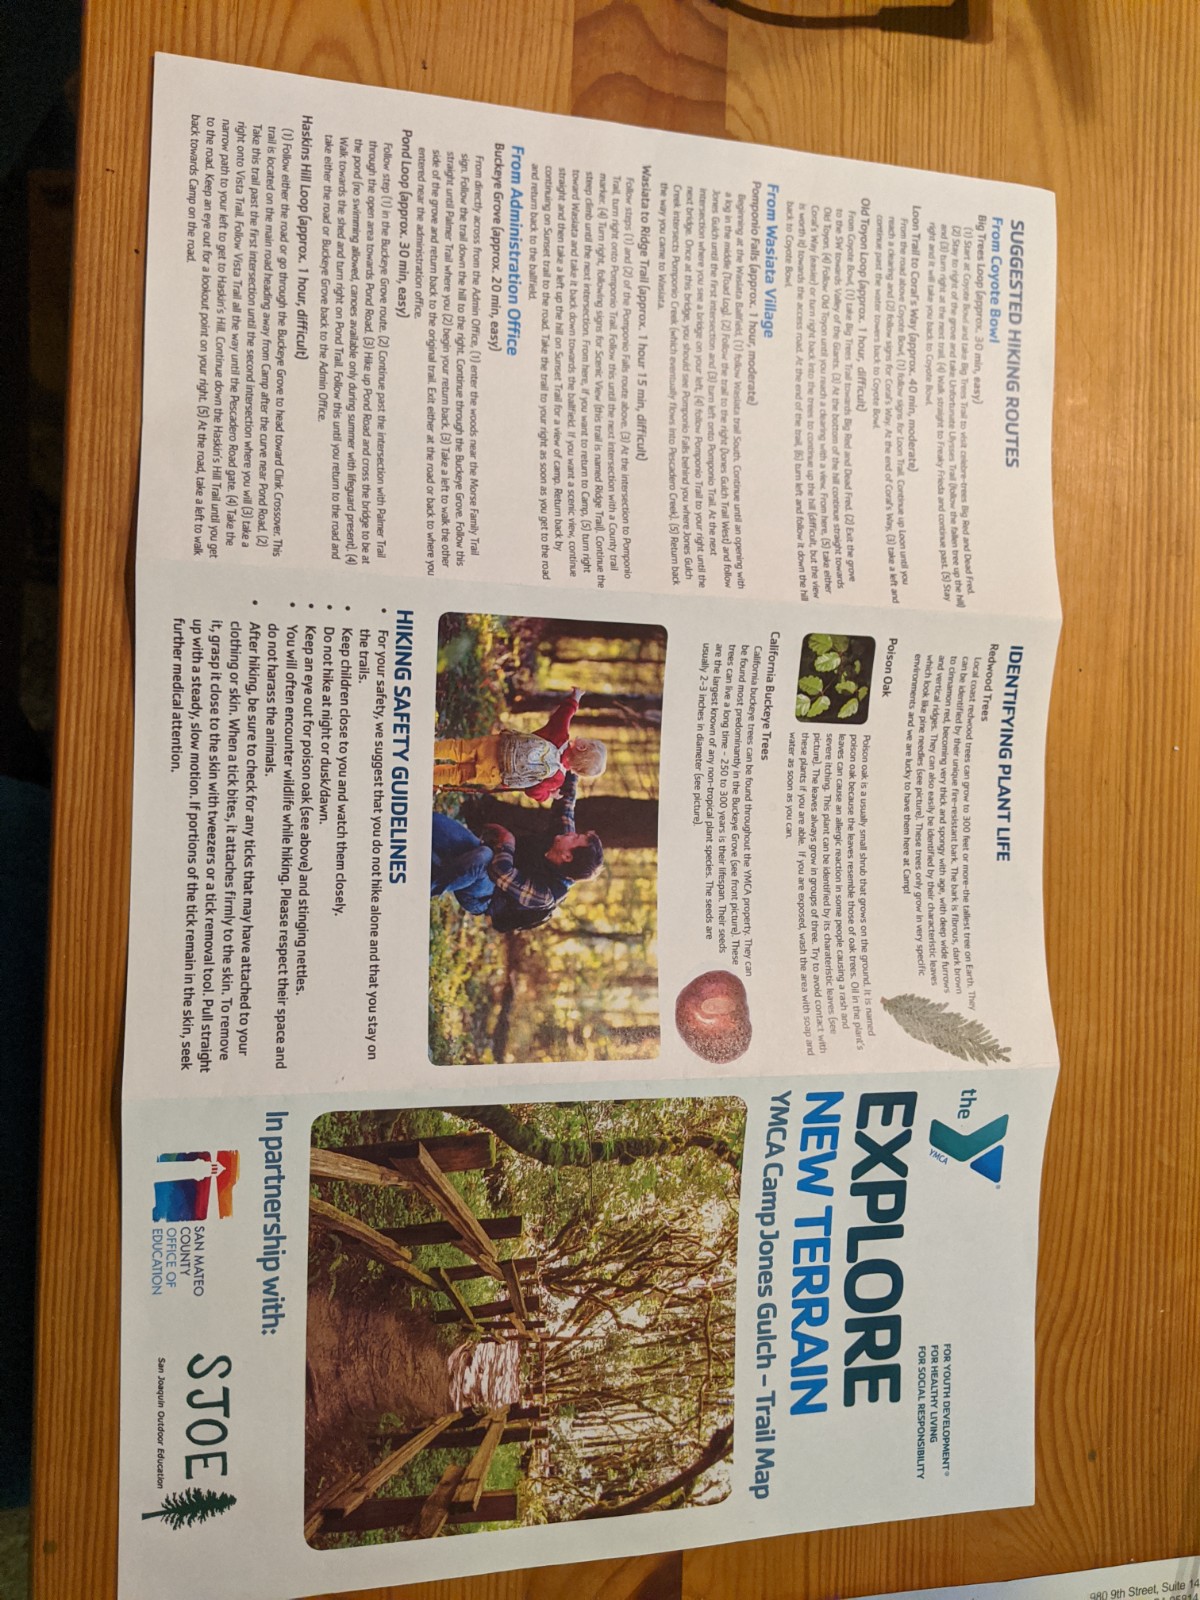 SUGGESTED HIKING ROUTES
From Coyote Bowl
Big Trees Loop (approx. 30 min, easy)
(1) Start at Coyote Bowl and take Big Trees Trail to visit celebre-trees Big Red and Dead Fred.
(2) Stay to right of the grove and take Unfortunate Ulysses Trail (follow the fallen tree up the hill)
and (3) turn right at the next trail. (4) Walk straight to Freaky Frieda and continue past. (5) Stay
right and it will take you back to Coyote Bowl.
Loon Trail to Coral's Way (approx. 40 min, moderate)
From the road above Coyote Bowl, (1) follow signs for Loon Trail. Continue up Loon until you
reach a clearing and (2) follow signs for Coral's Way. At the end of Coral's Way, (3) take a left and
continue past the water towers back to Coyote Bowl.
Old Toyon Loop (approx. 1 hour, difficult)
From Coyote Bowl, (1) take Big Trees Trail towards Big Red and Dead Fred. (2) Exit the grove
to the SW towards Valley of the Giants. (3) At the bottom of the hill continue straight towards
Old Toyon. (4) Follow Old Toyon until you reach a clearing with a view. From here, (5) take either
Coral's Way (easier) or turn right back into the trees to continue up the hill (difficult, but the view
is worth it) towards the access road. At the end of the trail, (6) turn left and follow it down the hill
back to Coyote Bowl.
From Wasiata Village
Pomponio Falls (approx. 1 hour, moderate)
Beginning at the Wasiata Ballfield, (1) follow Wasiata trail South. Continue until an opening with
a log in the middle (Toad Log). (2) Follow the trail to the right (Jones Gulch Trail West) and follow
Jones Gulch until the first intersection and (3) turn left onto Pomponio Trail. At the next
intersection where you see a bridge on your left, (4) follow Pomponio Trail to your right until the
next bridge. Once at this bridge, you should see Pomponio Falls behind you where Jones Gulch
Creek intersects Pomponio Creek (which eventually flows into Pescadero Creek). (5) Return back
the way you came to Wasiata.
Wasiata to Ridge Trail (approx. 1 hour 15 min, difficult)
Follow steps (1) and (2) of the Pomponio Falls route above. (3) At the intersection to Pomponio
Trail, turn right onto Pomponio Trail. Follow this until the next intersection with a County trail
marker. (4) Turn right, following signs for Scenic View (this trail is named Ridge Trail). Continue the
steep climb until the next intersection. From here, if you want to return to Camp, (5) turn right
toward Wasiata and take it back down towards the ballfield. If you want a scenic view, continue
straight and then take a left up the hill on Sunset Trail for a view of camp. Return back by
continuing on Sunset trail to the road. Take the trail to your right as soon as you get to the road
and return back to the ballfield.
From Administration Office
Buckeye Grove (approx. 20 min, easy)
From directly across from the Admin Office, (1) enter the woods near the Morse Family Trail
sign. Follow the trail down the hill to the right. Continue through the Buckeye Grove. Follow this
straight until Palmer Trail where you (2) begin your return back. (3) Take a left to walk the other
side of the grove and return back to the original trail. Exit either at the road or back to where you
entered near the administration office.
Pond Loop (approx. 30 min, easy)
Follow step (1) in the Buckeye Grove route. (2) Continue past the intersection with Palmer Trail
through the open area towards Pond Road. (3) Hike up Pond Road and cross the bridge to be at
the pond (no swimming allowed, canoes available only during summer with lifeguard present). (4)
Walk towards the shed and turn right on Pond Trail. Follow this until you return to the road and
take either the road or Buckeye Grove back to the Admin Office.
Haskins Hill Loop (approx. 1 hour, difficult)
(1) Follow either the road or go through the Buckeye Grove to head toward Clink Crossover. This
trail is located on the main road heading away from Camp after the curve near Pond Road. (2)
Take this trail past the first intersection until the second intersection where you will (3) take a
right onto Vista Trail. Follow Vista Trail all the way until the Pescadero Road gate. (4) Take the
narrow path to your left to get to Haskin's Hill. Continue down the Haskin's Hill Trail until you get
to the road. Keep an eye out for a lookout point on your right. (5) At the road, take a left to walk
back towards Camp on the road.
IDENTIFYING PLANT LIFE
Redwood Trees
Local coast redwood trees can grow to 300 feet or more–the tallest tree on Earth. They
can be identified by their unique fire-resistant bark. The bark is fibrous, dark brown
to cinnamon red, becoming very thick and spongy with age, with deep wide furrows
and vertical ridges. They can also easily be identified by their characteristic leaves
which look like pine needles (see picture). These trees only grow in very specific
environments and we are lucky to have them here at Camp!
Poison Oak
Poison oak is a usually small shrub that grows on the ground. It is named
poison oak because the leaves resemble those of oak trees. Oil in the plant's
leaves can cause an allergic reaction in some people causing a rash and
severe itching. This plant can be identified by its charateristic leaves (see
picture). The leaves always grow in groups of three. Try to avoid contact with
these plants if you are able. If you are exposed, wash the area with soap and
water as soon as you can.
California Buckeye Trees
California buckeye trees can be found throughout the YMCA property. They can
be found most predominantly in the Buckeye Grove (see front picture). These
trees can live a long time – 250 to 300 years is their lifespan. Their seeds
are the largest known of any non-tropical plant species. The seeds are
usually 2–3 inches in diameter (see picture).
HIKING SAFETY GUIDELINES
• For your safety, we suggest that you do not hike alone and that you stay on
the trails.
• Keep children close to you and watch them closely.
• Do not hike at night or dusk/dawn.
• Keep an eye out for poison oak (see above) and stinging nettles.
• You will often encounter wildlife while hiking. Please respect their space and
do not harass the animals.
• After hiking, be sure to check for any ticks that may have attached to your
clothing or skin. When a tick bites, it attaches firmly to the skin. To remove
it, grasp it close to the skin with tweezers or a tick removal tool. Pull straight
up with a steady, slow motion. If portions of the tick remain in the skin, seek
further medical attention.
the
YMCA
FOR YOUTH DEVELOPMENT®
FOR HEALTHY LIVING
FOR SOCIAL RESPONSIBILITY
EXPLORE
NEW TERRAIN
YMCA Camp Jones Gulch – Trail Map
In partnership with:
SAN MATEO
COUNTY
OFFICE OF
EDUCATION
SJOE
San Joaquin Outdoor Education
980 9th Street, Suite 14